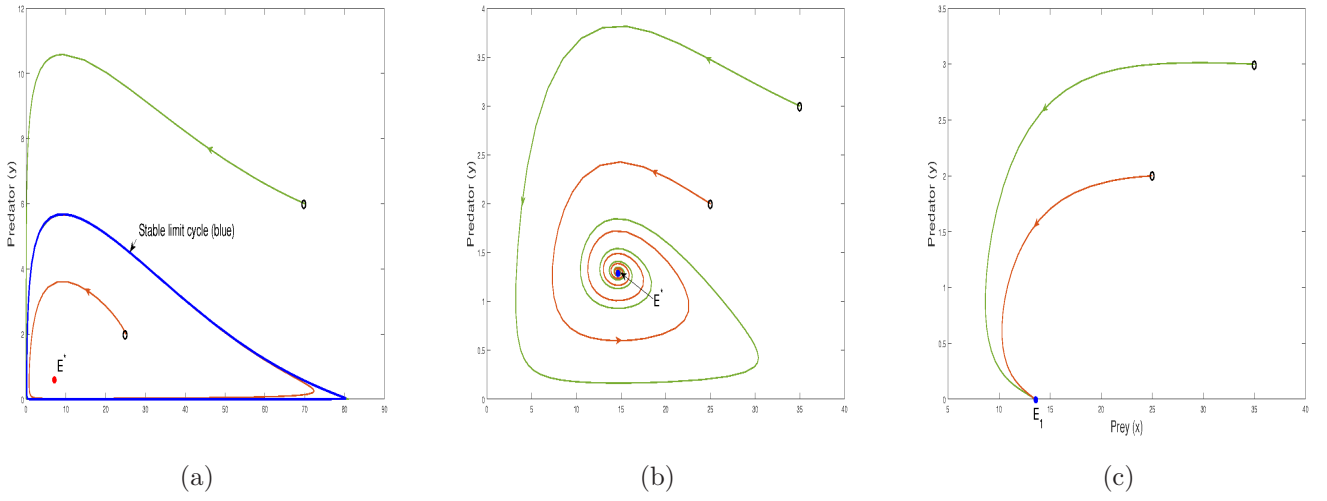 12
10
8
6
4
2
0
0 10 20 30 40 50 60 70 80 90
Predator (y)
Stable limit cycle (blue)
E*
(a)
4
3.5
3
2.5
2
1.5
1
0.5
0
0 5 10 15 20 25 30 35 40
Predator (y)
E*
(b)
3.5
3
2.5
2
1.5
1
0.5
0
5 10 15 20 25 30 35 40
Predator (y)
E1
Prey (x)
(c)